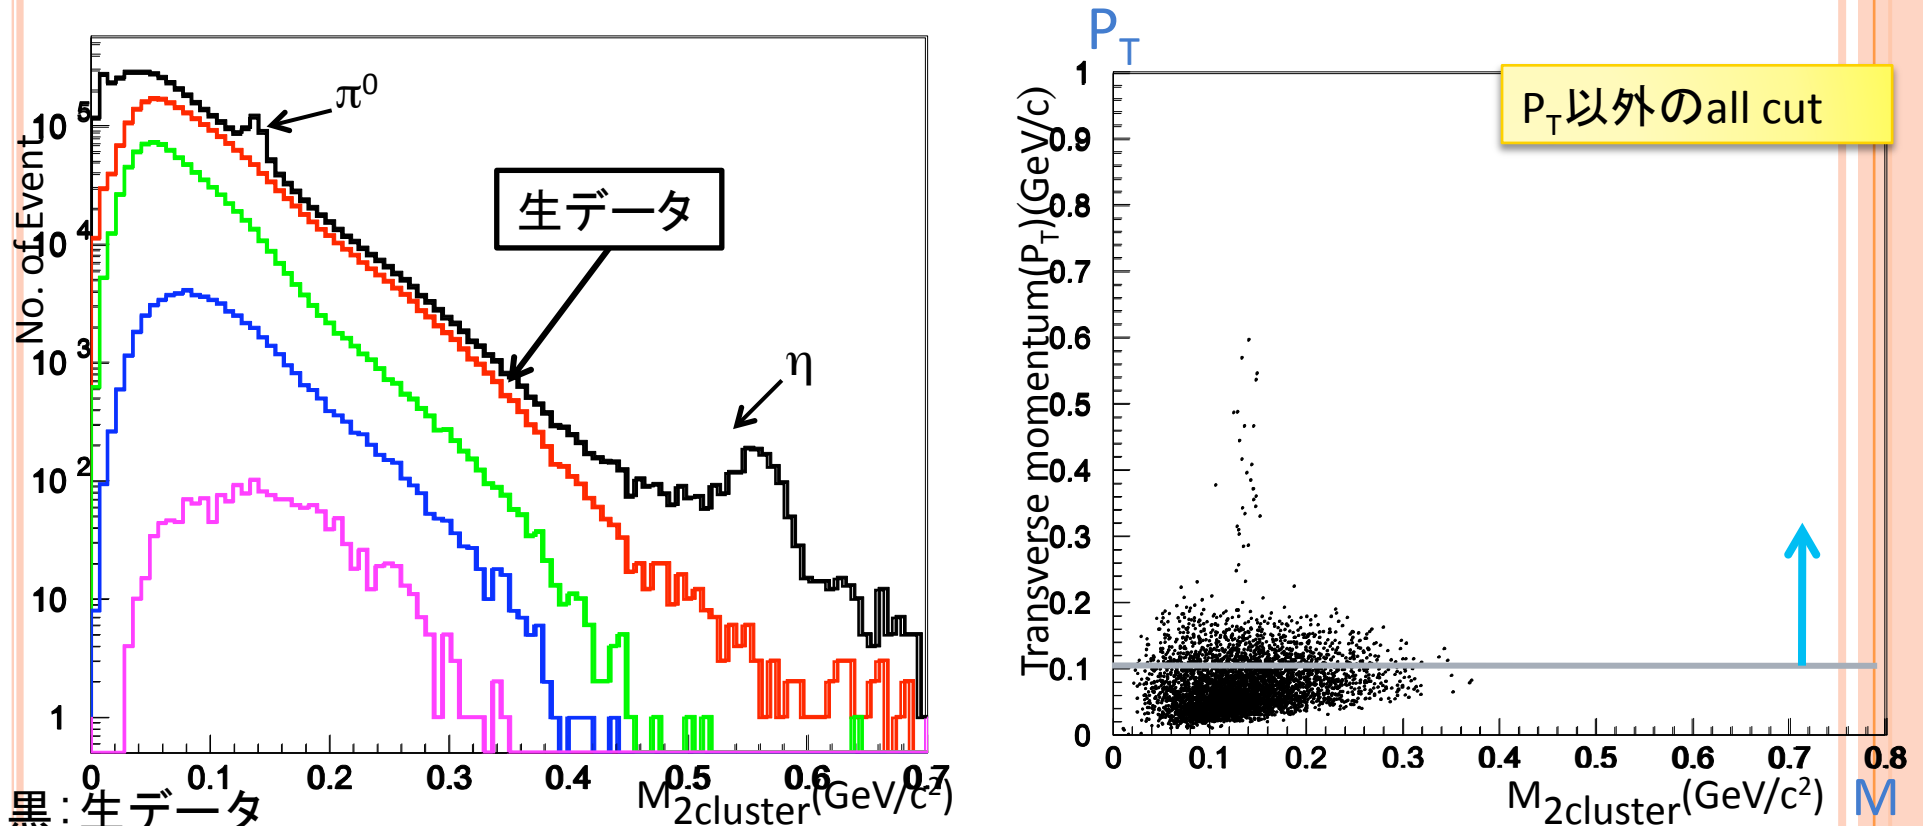 No. of Event
10^5
10^4
10^3
10^2
10
1
π⁰
生データ
η
0 0.1 0.2 0.3 0.4 0.5 0.6 0.7
M2cluster(GeV/c²)
黒：生データ
PT
PT以外のall cut
Transverse momentum(PT)(GeV/c)
1
0.9
0.8
0.7
0.6
0.5
0.4
0.3
0.2
0.1
0
0 0.1 0.2 0.3 0.4 0.5 0.6 0.7 0.8
M2cluster(GeV/c²)
M